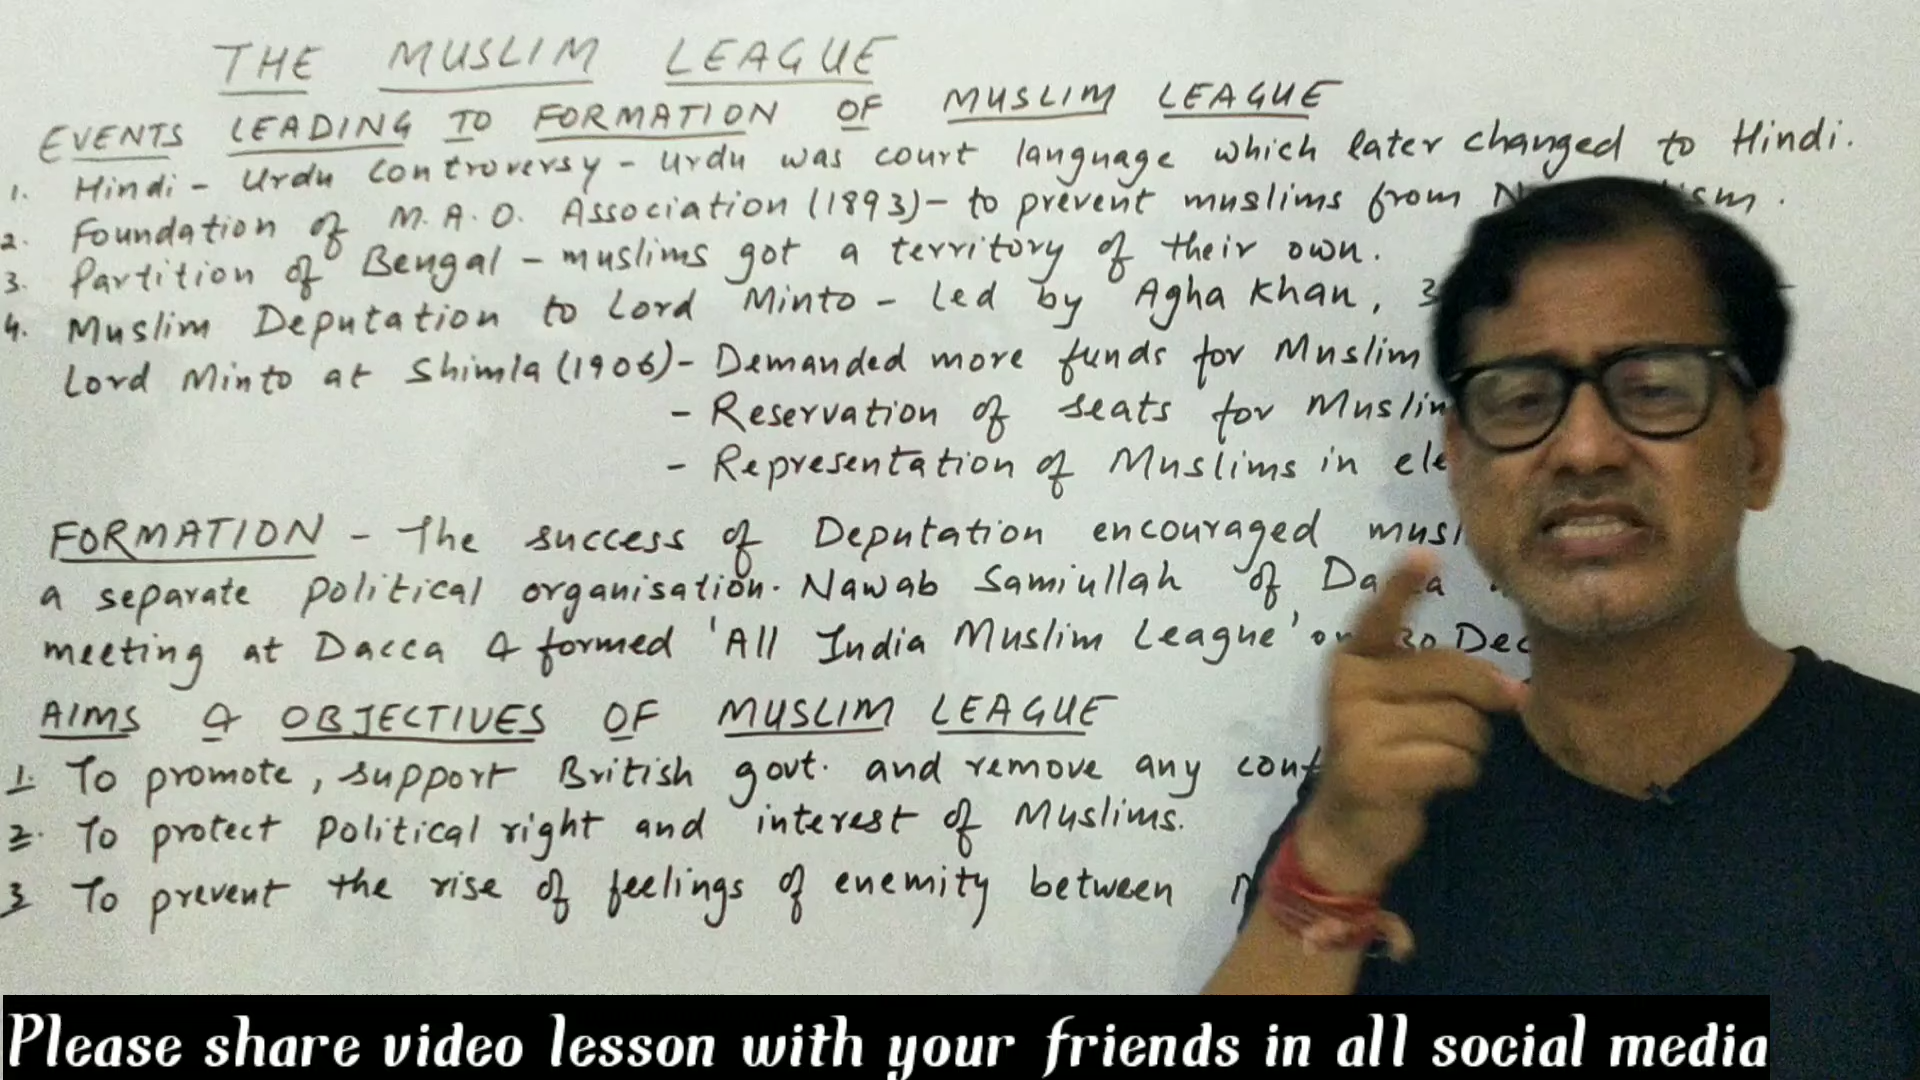 THE MUSLIM LEAGUE
EVENTS LEADING TO FORMATION OF MUSLIM LEAGUE
1. Hindi - Urdu Controversy - Urdu was court language which later changed to Hindi.
2. Foundation of M.A.O. Association (1893) - to prevent muslims from
3. Partition of Bengal - muslims got a territory of their own.
4. Muslim Deputation to Lord Minto - Led by Agha Khan,
Lord Minto at Shimla (1906) - Demanded more funds for Muslim
- Reservation of seats for
- Representation of Muslims in
FORMATION - The success of Deputation encouraged
a separate political organisation. Nawab Samiullah of
meeting at Dacca & formed 'All India Muslim League' on 30 Dec
AIMS & OBJECTIVES OF MUSLIM LEAGUE
1. To promote, support British govt. and remove any
2. To protect political right and interest of Muslims.
3 To prevent the rise of feelings of enemity between
Please share video lesson with your friends in all social media